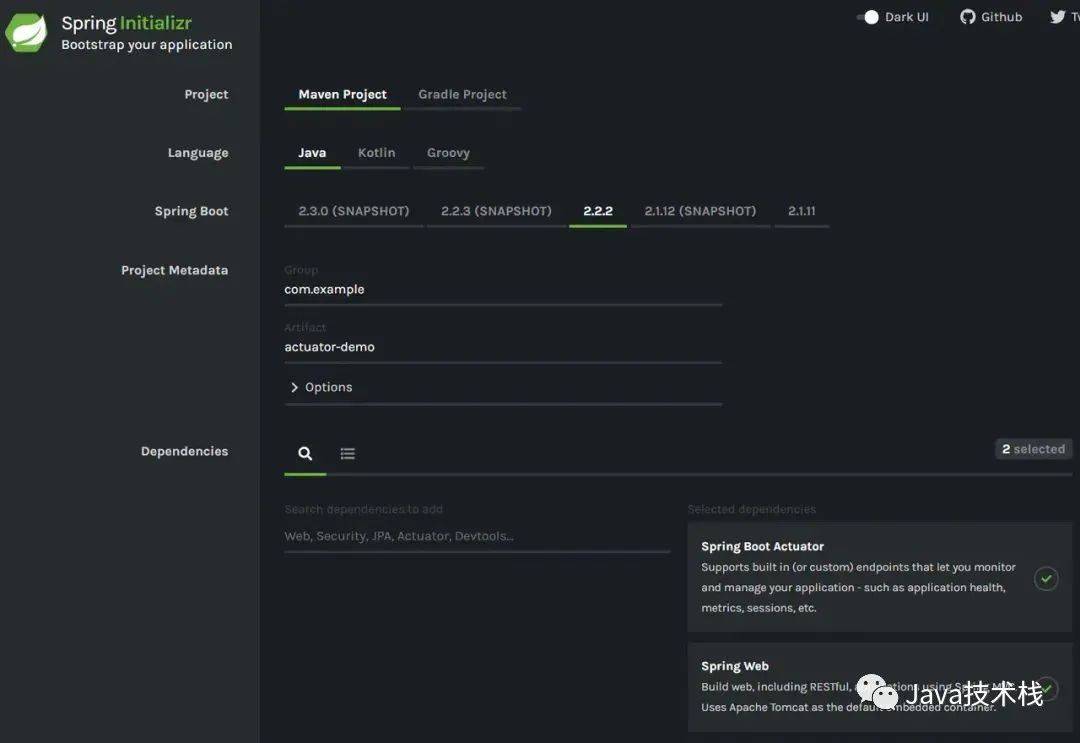 Spring Initializr
Bootstrap your application
Dark UI
Github
Tw
Project
Maven Project
Gradle Project
Language
Java
Kotlin
Groovy
Spring Boot
2.3.0 (SNAPSHOT)
2.2.3 (SNAPSHOT)
2.2.2
2.1.12 (SNAPSHOT)
2.1.11
Project Metadata
Group
com.example
Artifact
actuator-demo
Options
Dependencies
2 selected
Search dependencies to add
Web, Security, JPA, Actuator, Devtools...
Selected dependencies
Spring Boot Actuator
Supports built in (or custom) endpoints that let you monitor
and manage your application - such as application health,
metrics, sessions, etc.
Spring Web
Build web, including RESTful, using Spring
Uses Apache Tomcat as the default embedded container.
Java技术栈